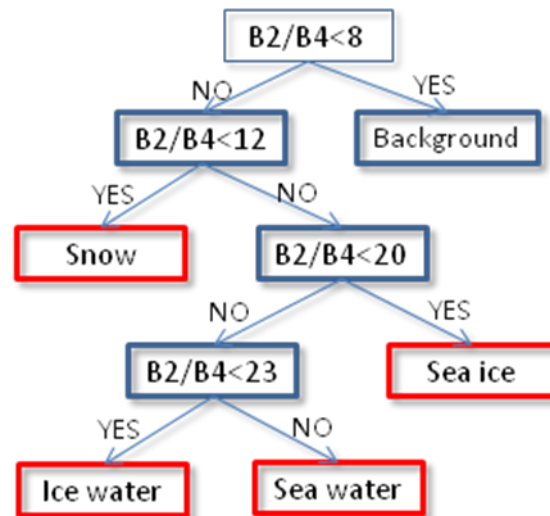 B2/B4<8
NO
YES
B2/B4<12
Background
YES
NO
Snow
B2/B4<20
NO
YES
B2/B4<23
Sea ice
YES
NO
Ice water
Sea water